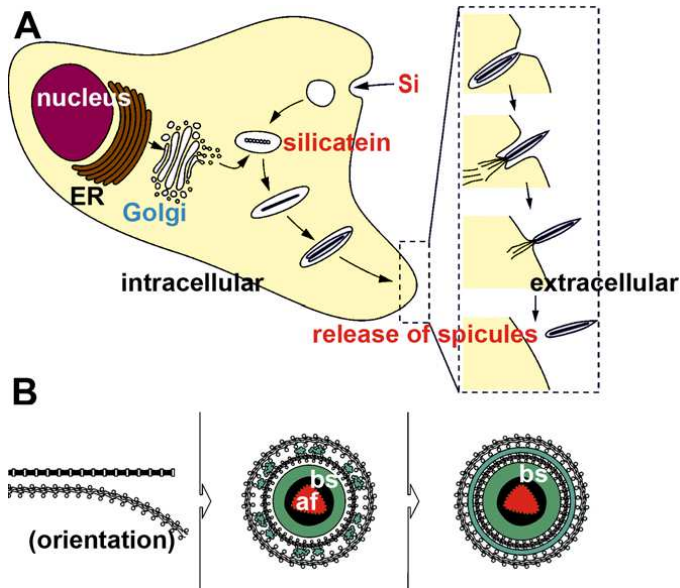 A
nucleus
Si
silicatein
ER
Golgi
intracellular
extracellular
release of spicules
B
bs
af
bs
(orientation)